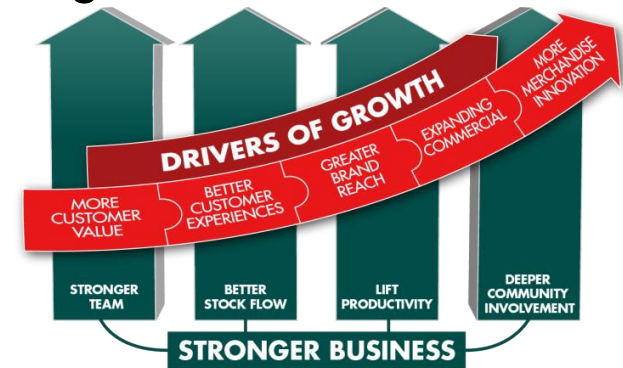 DRIVERS OF GROWTH
MORE
CUSTOMER
VALUE
BETTER
CUSTOMER
EXPERIENCES
GREATER
BRAND
REACH
EXPANDING
COMMERCIAL
MORE
MERCHANDISE
INNOVATION
STRONGER
TEAM
BETTER
STOCK FLOW
LIFT
PRODUCTIVITY
DEEPER
COMMUNITY
INVOLVEMENT
STRONGER BUSINESS